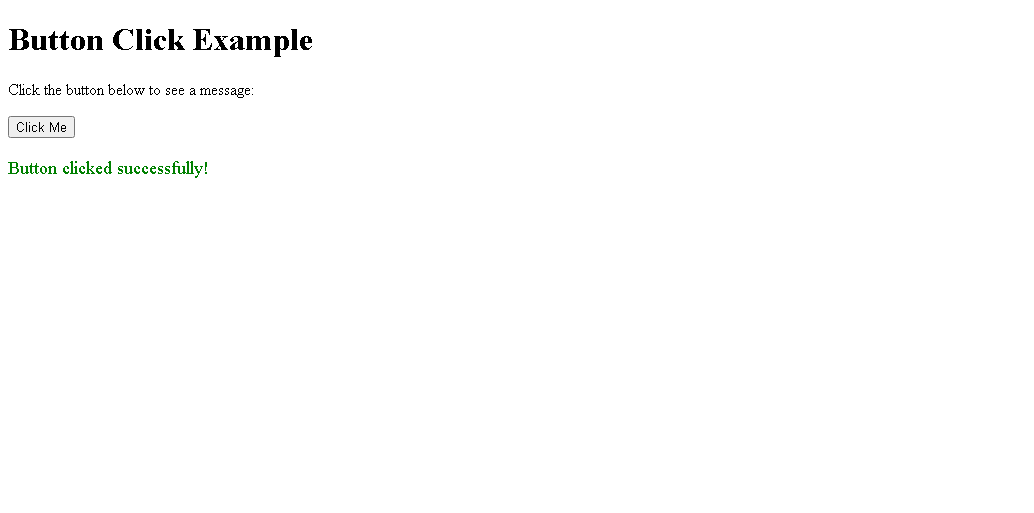 Button Click Example
Click the button below to see a message:
Click Me
Button clicked successfully!